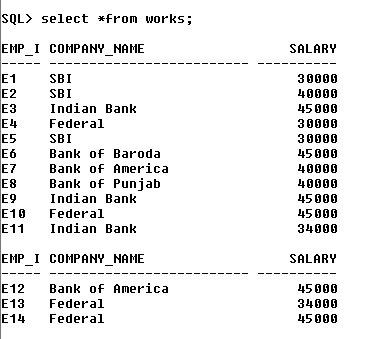 SQL> select *from works;
EMP_I COMPANY_NAME SALARY
----- -------------------- ----------
E1 SBI 30000
E2 SBI 40000
E3 Indian Bank 45000
E4 Federal 30000
E5 SBI 30000
E6 Bank of Baroda 45000
E7 Bank of America 40000
E8 Bank of Punjab 40000
E9 Indian Bank 45000
E10 Federal 45000
E11 Indian Bank 34000
EMP_I COMPANY_NAME SALARY
----- -------------------- ----------
E12 Bank of America 45000
E13 Federal 34000
E14 Federal 45000